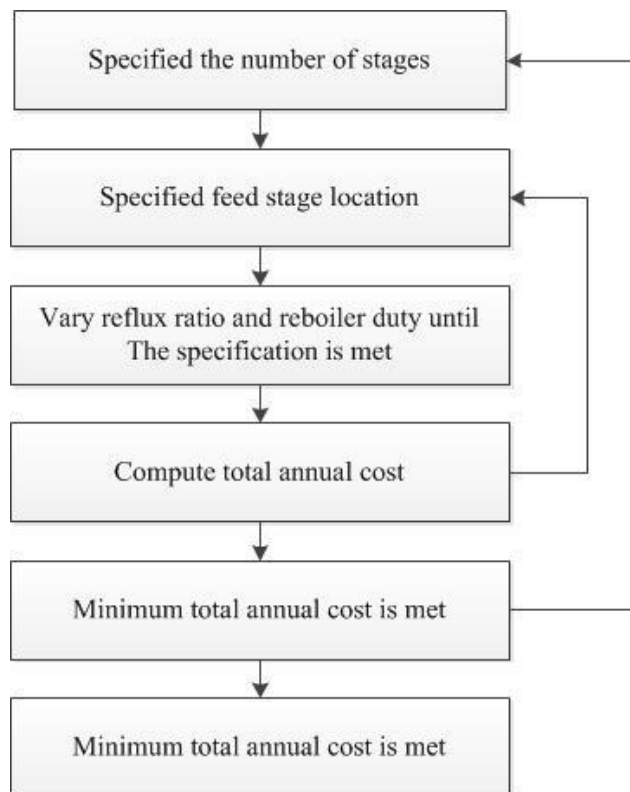 Specified the number of stages
Specified feed stage location
Vary reflux ratio and reboiler duty until
The specification is met
Compute total annual cost
Minimum total annual cost is met
Minimum total annual cost is met